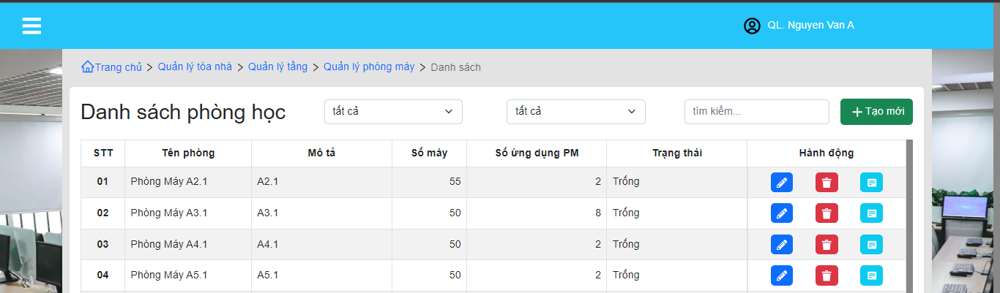 QL. Nguyen Van A
Trang chủ > Quản lý tòa nhà > Quản lý tầng > Quản lý phòng máy > Danh sách
Danh sách phòng học tất cả tất cả tìm kiếm... + Tạo mới
STT Tên phòng Mô tả Số máy Số ứng dụng PM Trạng thái Hành động
01 Phòng Máy A2.1 A2.1 55 2 Trống
02 Phòng Máy A3.1 A3.1 50 8 Trống
03 Phòng Máy A4.1 A4.1 50 2 Trống
04 Phòng Máy A5.1 A5.1 50 2 Trống